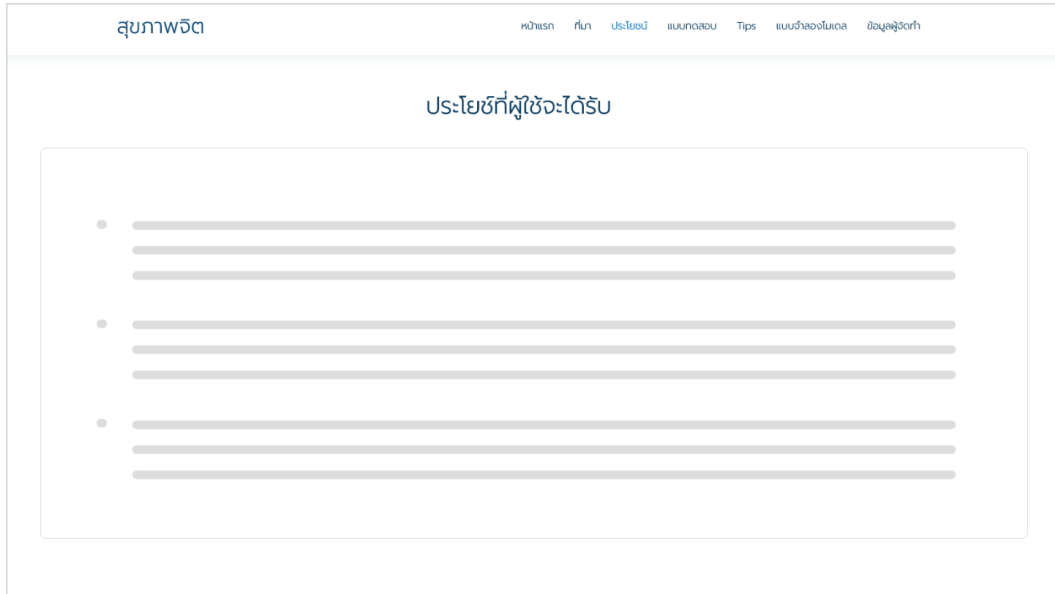 สุขภาพจิต
หน้าแรก ที่มา ประโยชน์ แบบทดสอบ Tips แบบจำลองโมเดล ข้อมูลผู้จัดทำ
ประโยช์ที่ผู้ใช้จะได้รับ